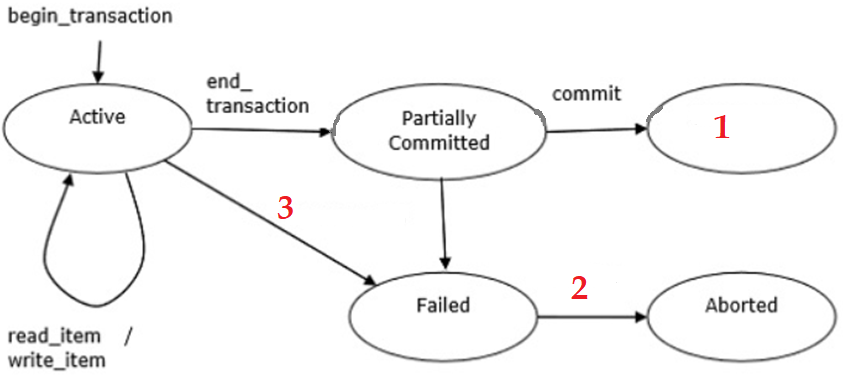 begin_transaction
Active
end_
transaction
Partially
Committed
commit
1
3
Failed
2
Aborted
read_item /
write_item